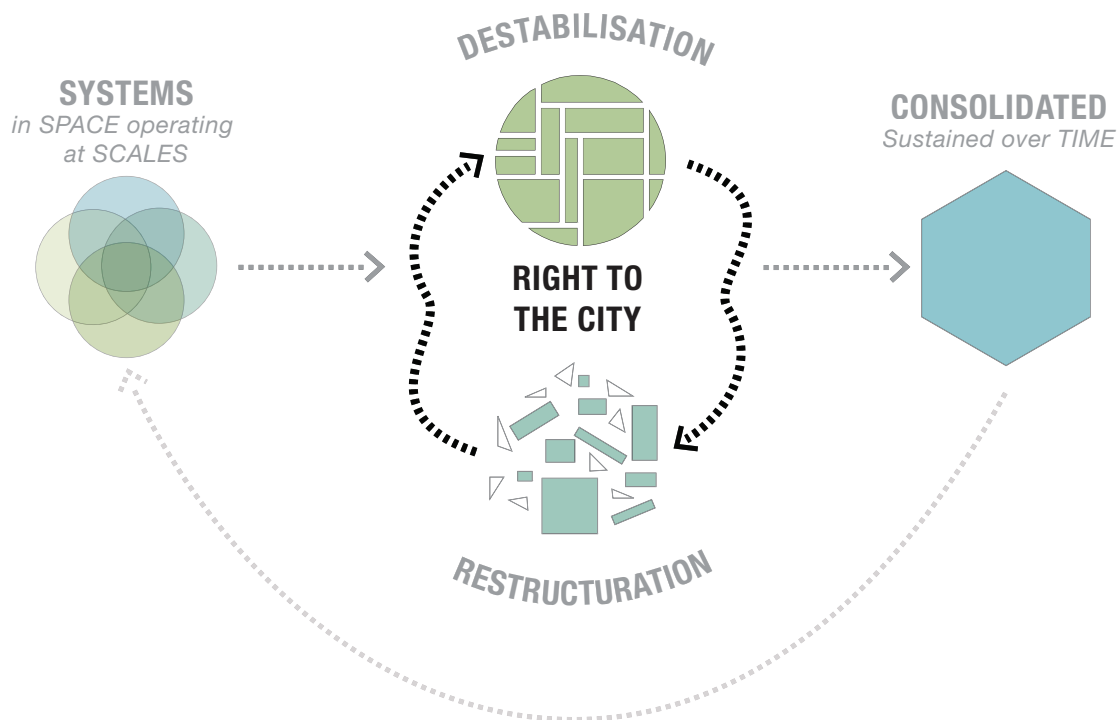 DESTABILISATION
SYSTEMS
in SPACE operating
at SCALES
CONSOLIDATED
Sustained over TIME
RIGHT TO
THE CITY
RESTRUCTURATION